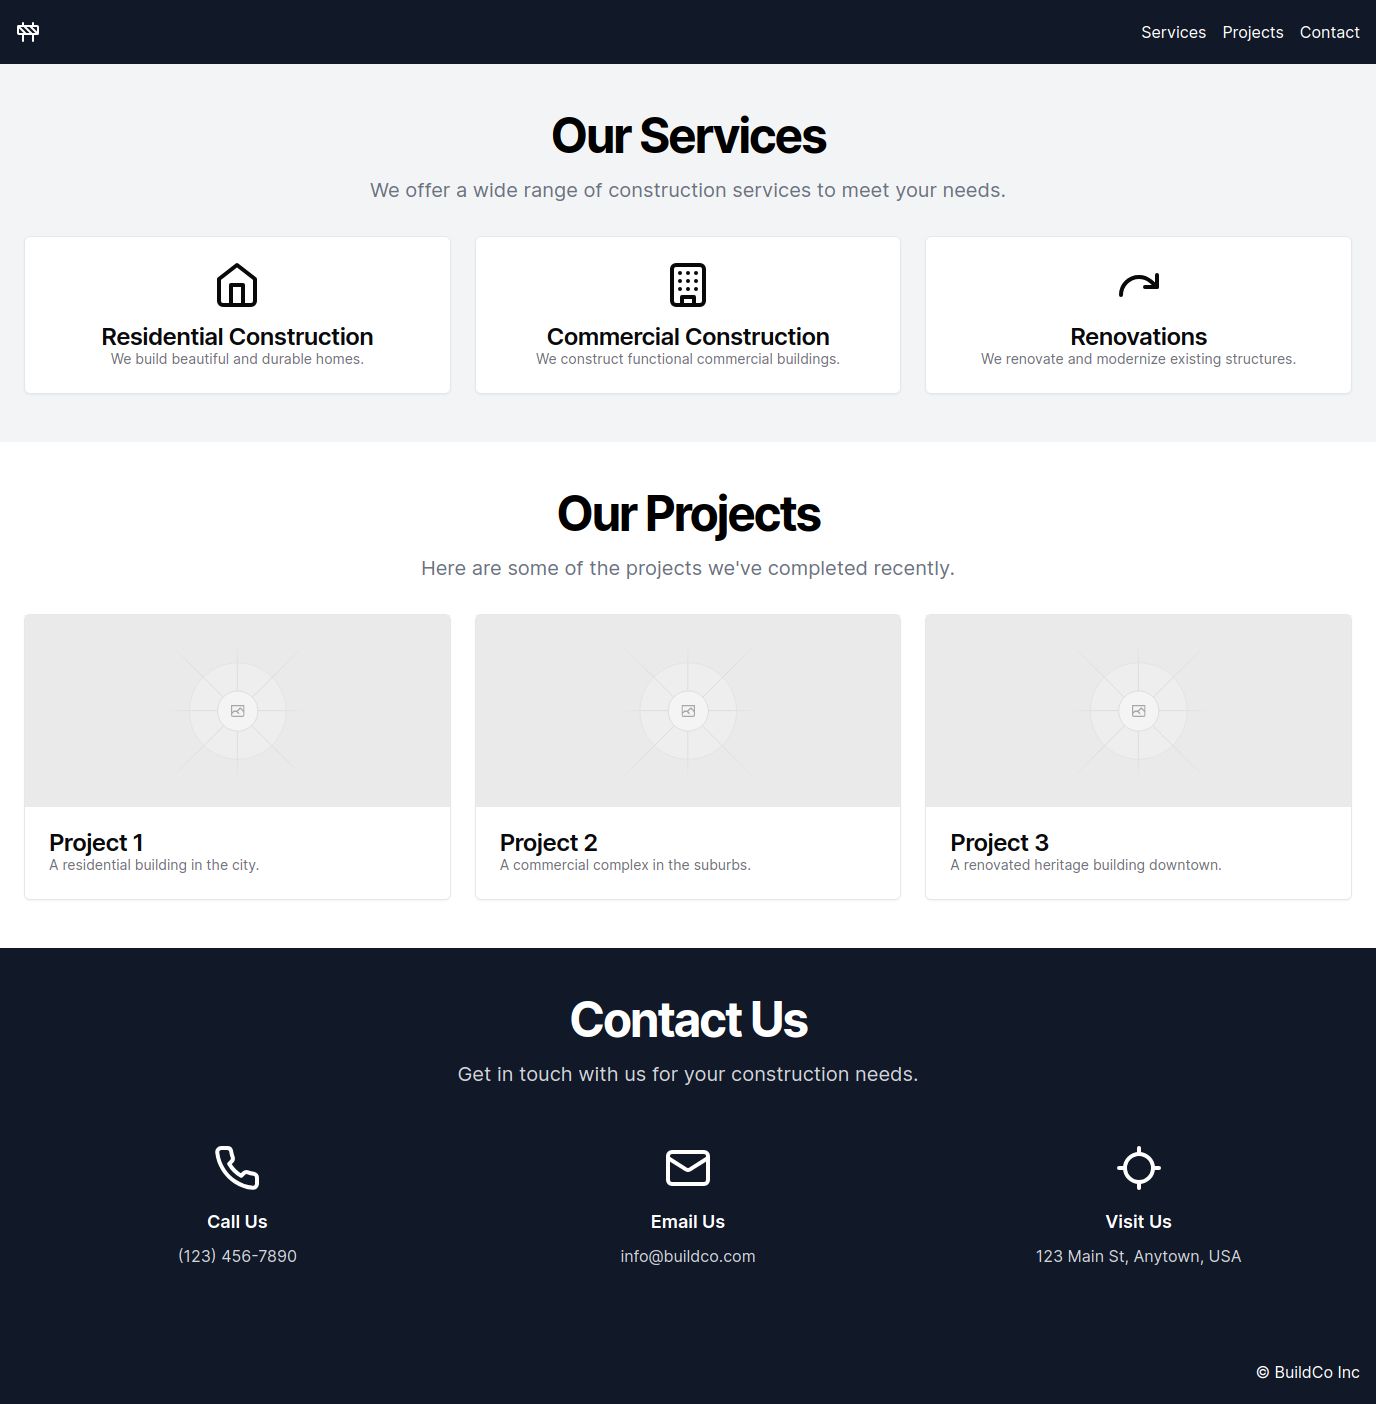 Services Projects Contact
Our Services
We offer a wide range of construction services to meet your needs.
Residential Construction
We build beautiful and durable homes.
Commercial Construction
We construct functional commercial buildings.
Renovations
We renovate and modernize existing structures.
Our Projects
Here are some of the projects we've completed recently.
Project 1
A residential building in the city.
Project 2
A commercial complex in the suburbs.
Project 3
A renovated heritage building downtown.
Contact Us
Get in touch with us for your construction needs.
Call Us
(123) 456-7890
Email Us
info@buildco.com
Visit Us
123 Main St, Anytown, USA
© BuildCo Inc